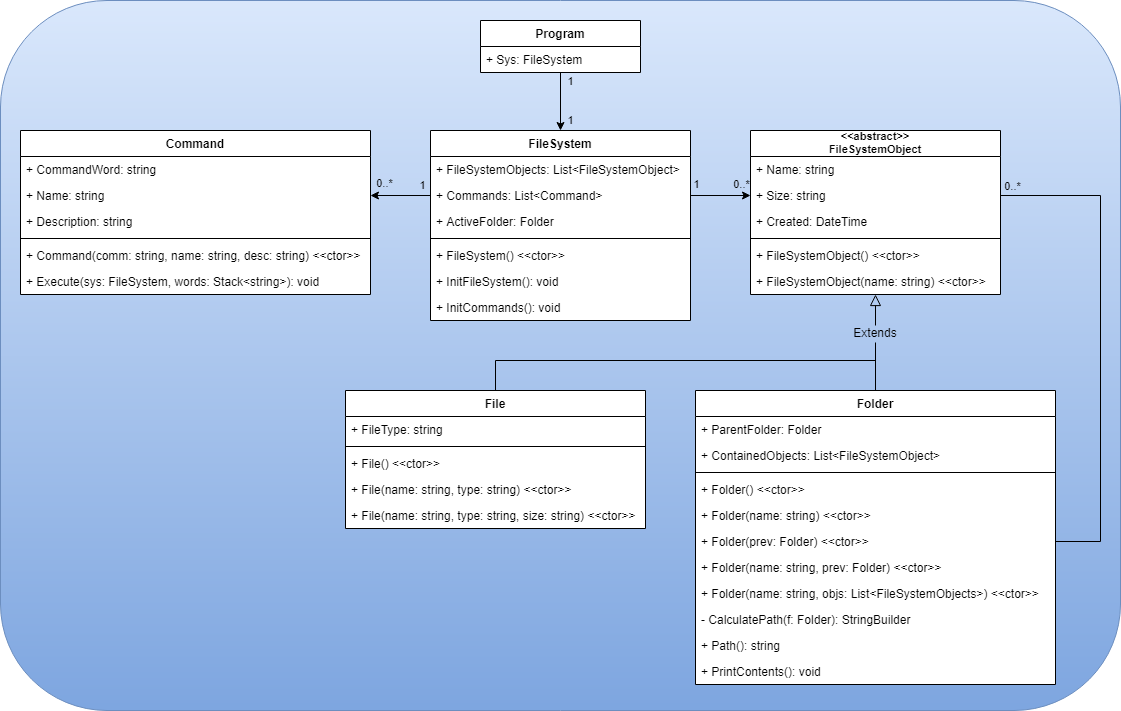 Program
+ Sys: FileSystem
1
1
Command
+ CommandWord: string
+ Name: string
+ Description: string
+ Command(comm: string, name: string, desc: string) <<ctor>>
+ Execute(sys: FileSystem, words: Stack<string>): void
0..*
1
FileSystem
+ FileSystemObjects: List<FileSystemObject>
+ Commands: List<Command>
+ ActiveFolder: Folder
+ FileSystem() <<ctor>>
+ InitFileSystem(): void
+ InitCommands(): void
1
0..*
<<abstract>>
FileSystemObject
+ Name: string
+ Size: string
+ Created: DateTime
+ FileSystemObject() <<ctor>>
+ FileSystemObject(name: string) <<ctor>>
0..*
Extends
File
+ FileType: string
+ File() <<ctor>>
+ File(name: string, type: string) <<ctor>>
+ File(name: string, type: string, size: string) <<ctor>>
Folder
+ ParentFolder: Folder
+ ContainedObjects: List<FileSystemObject>
+ Folder() <<ctor>>
+ Folder(name: string) <<ctor>>
+ Folder(prev: Folder) <<ctor>>
+ Folder(name: string, prev: Folder) <<ctor>>
+ Folder(name: string, objs: List<FileSystemObjects>) <<ctor>>
- CalculatePath(f: Folder): StringBuilder
+ Path(): string
+ PrintContents(): void